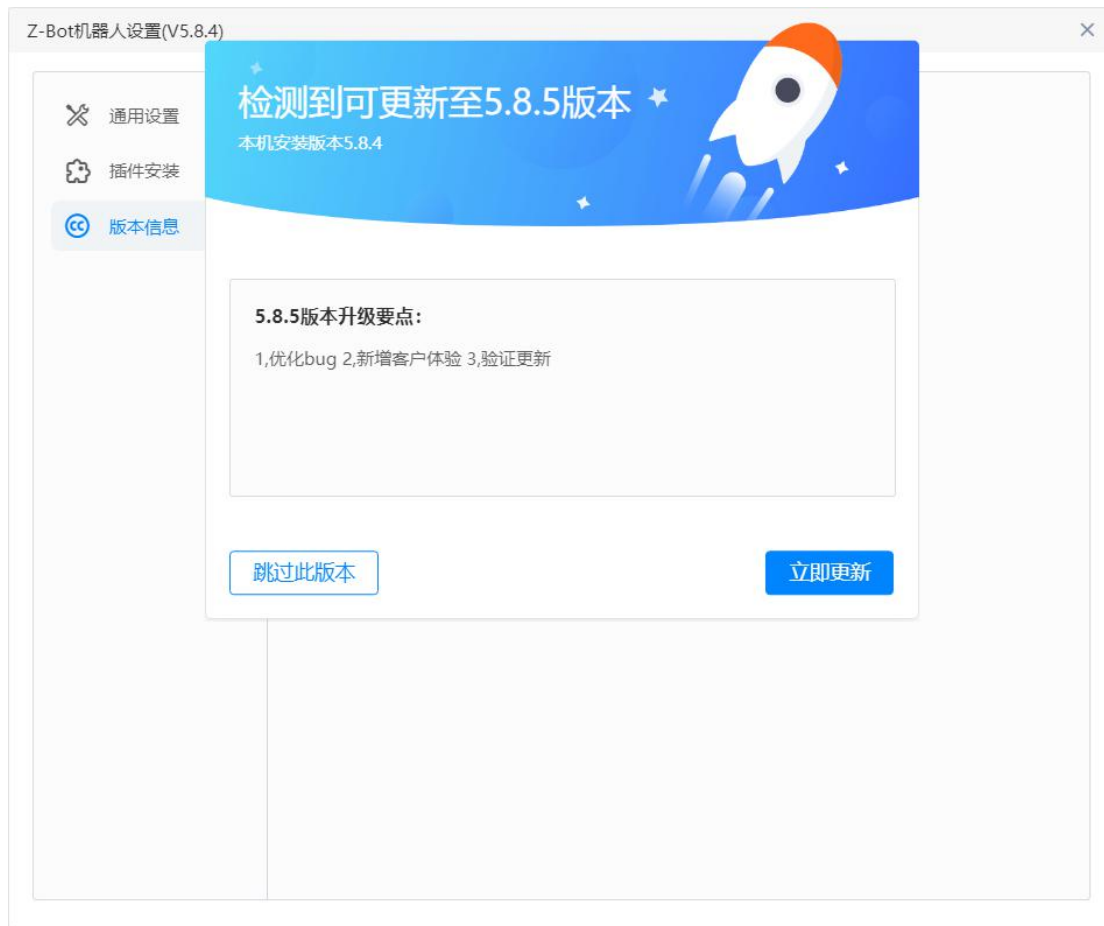 Z-Bot机器人设置(V5.8.4)
检测到可更新至5.8.5版本
本机安装版本5.8.4
通用设置
插件安装
版本信息
5.8.5版本升级要点：
1,优化bug 2,新增客户体验 3,验证更新
跳过此版本
立即更新